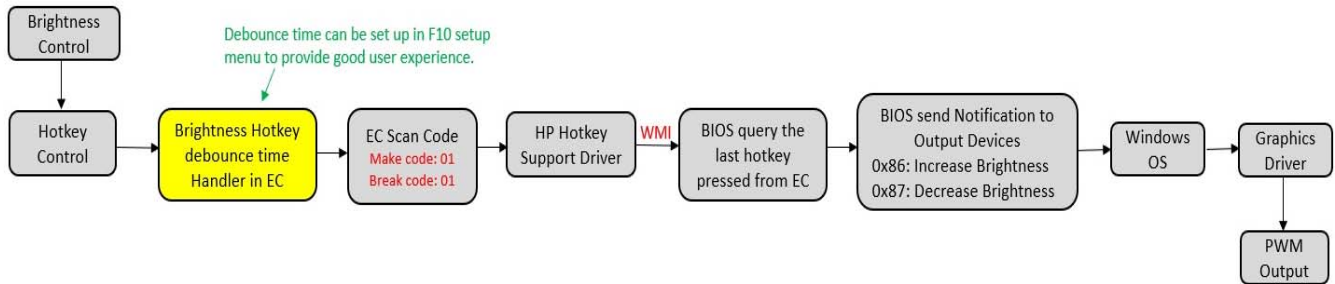 Brightness
Control
Debounce time can be set up in F10 setup
menu to provide good user experience.
Hotkey
Control
Brightness Hotkey
debounce time
Handler in EC
EC Scan Code
Make code: 01
Break code: 01
HP Hotkey
Support Driver
WMI
BIOS query the
last hotkey
pressed from EC
BIOS send Notification to
Output Devices
0x86: Increase Brightness
0x87: Decrease Brightness
Windows
OS
Graphics
Driver
PWM
Output